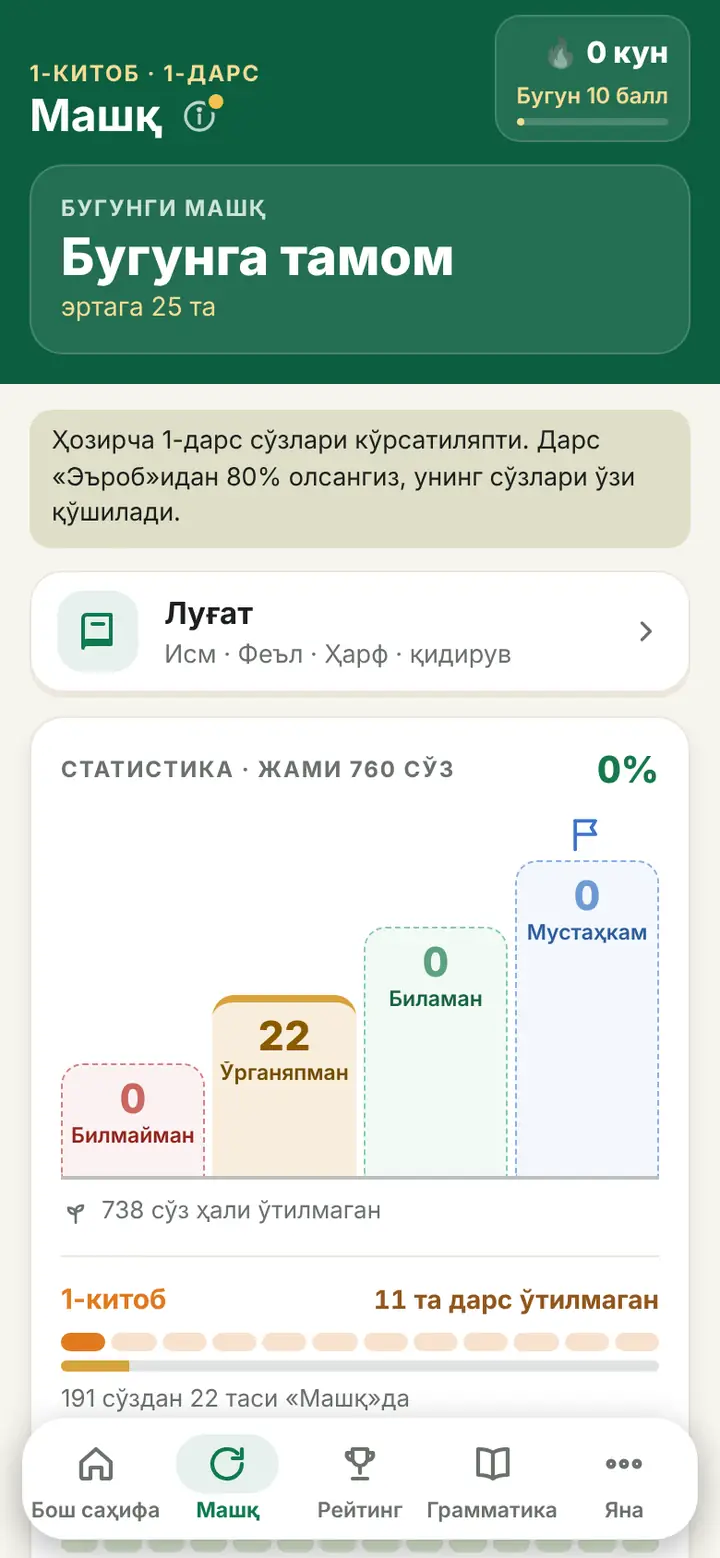 1-КИТОБ · 1-ДАРС
Машқ
0 кун
Бугун 10 балл
БУГУНГИ МАШҚ
Бугунга тамом
эртага 25 та
Ҳозирча 1-дарс сўзлари кўрсатиляпти. Дарс
«Эъроб»идан 80% олсангиз, унинг сўзлари ўзи
қўшилади.
Луғат
Исм · Феъл · Ҳарф · қидирув
СТАТИСТИКА · ЖАМИ 760 СЎЗ
0%
0
Мустаҳкам
0
Биламан
22
Ўрганяпман
0
Билмайман
738 сўз ҳали ўтилмаган
1-китоб
11 та дарс ўтилмаган
191 сўздан 22 таси «Машқ»да
Бош саҳифа
Машқ
Рейтинг
Грамматика
Яна